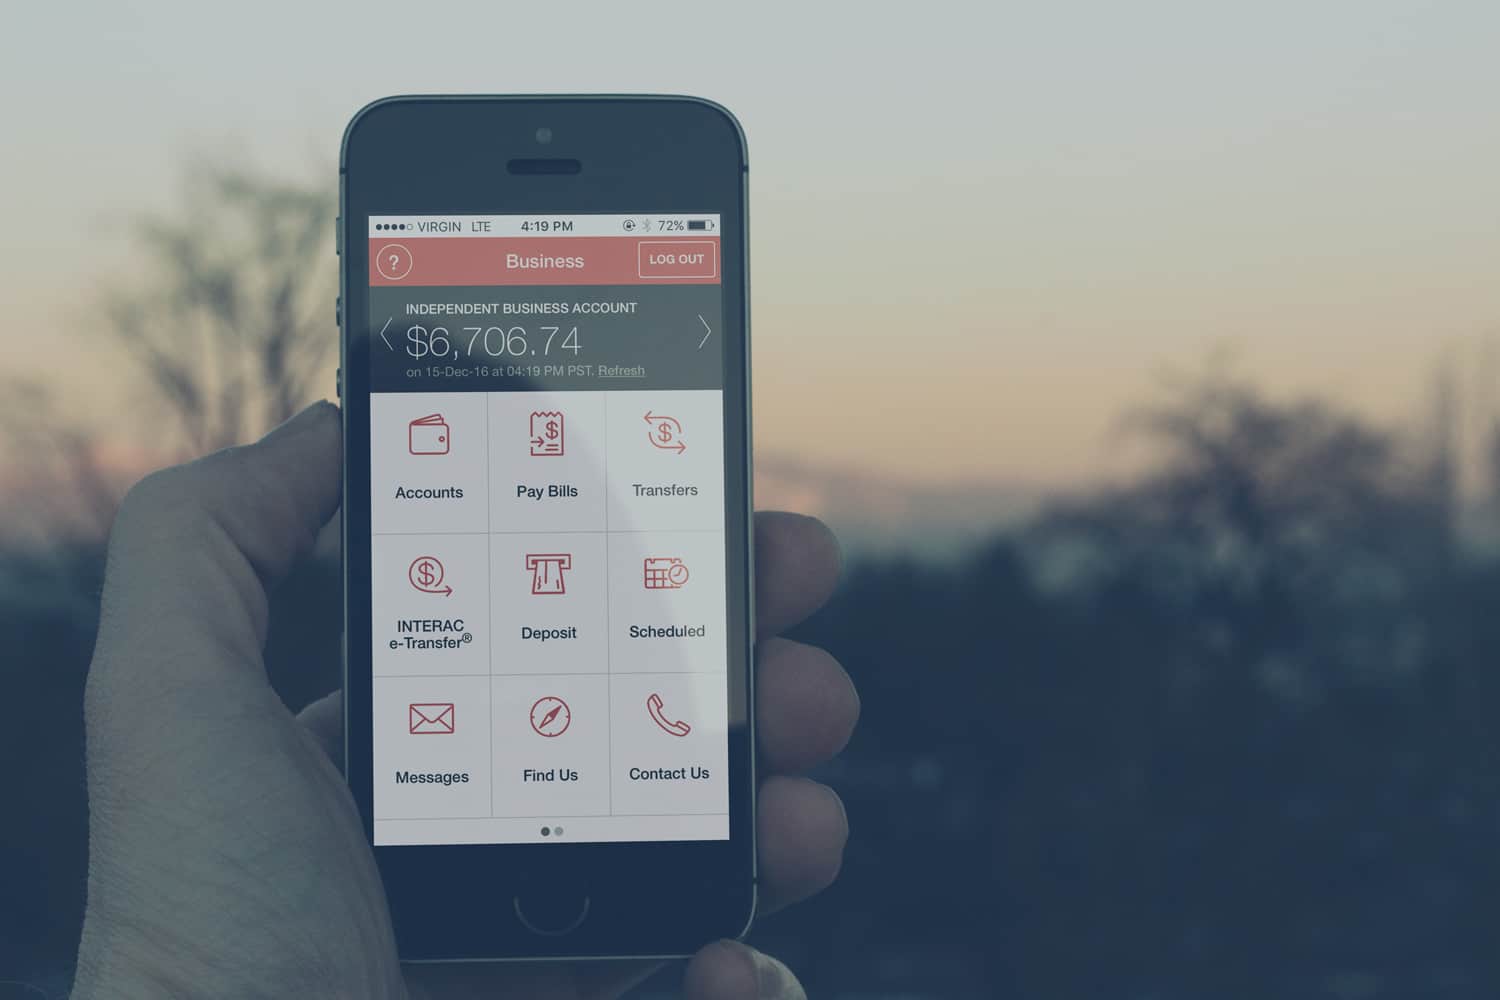 VIRGIN LTE 4:19 PM 72%
? Business LOG OUT
INDEPENDENT BUSINESS ACCOUNT
$6,706.74
on 15-Dec-16 at 04:19 PM PST. Refresh
Accounts Pay Bills Transfers
INTERAC
e-Transfer® Deposit Scheduled
Messages Find Us Contact Us